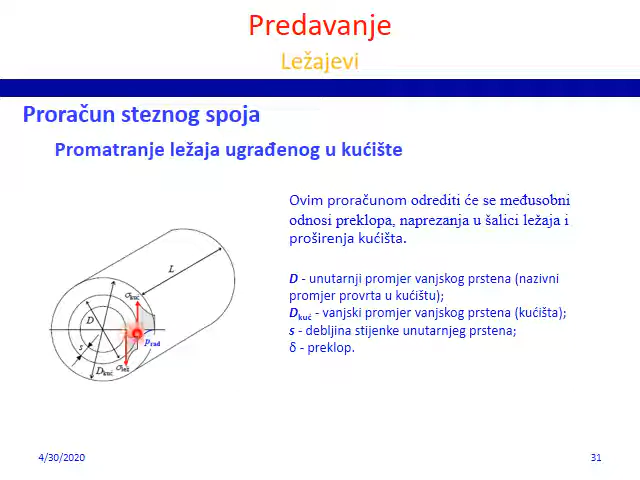 Predavanje
Ležajevi
Proračun steznog spoja
Promatranje ležaja ugrađenog u kućište
Ovim proračunom odrediti će se međusobni
odnosi preklopa, naprezanja u šalici ležaja i
proširenja kućišta.
D - unutarnji promjer vanjskog prstena (nazivni
promjer provrta u kućištu);
Dkuć - vanjski promjer vanjskog prstena (kućišta);
s - debljina stijenke unutarnjeg prstena;
δ - preklop.
L
σkuć
D
prad
s
Dkuć
σlež
4/30/2020
31